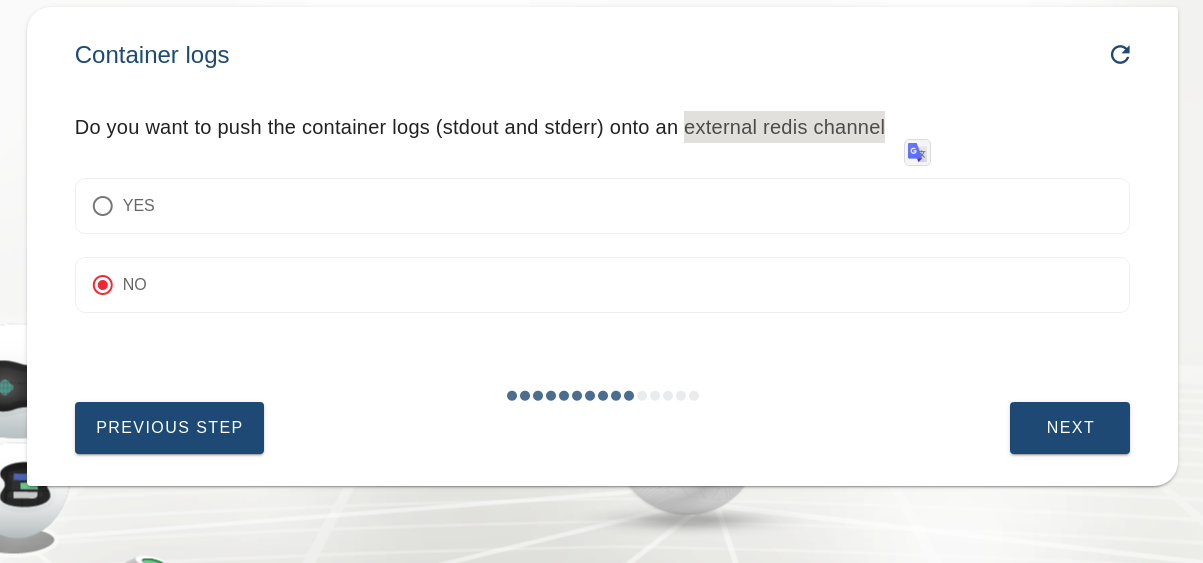 Container logs
Do you want to push the container logs (stdout and stderr) onto an external redis channel
YES
NO
PREVIOUS STEP
NEXT